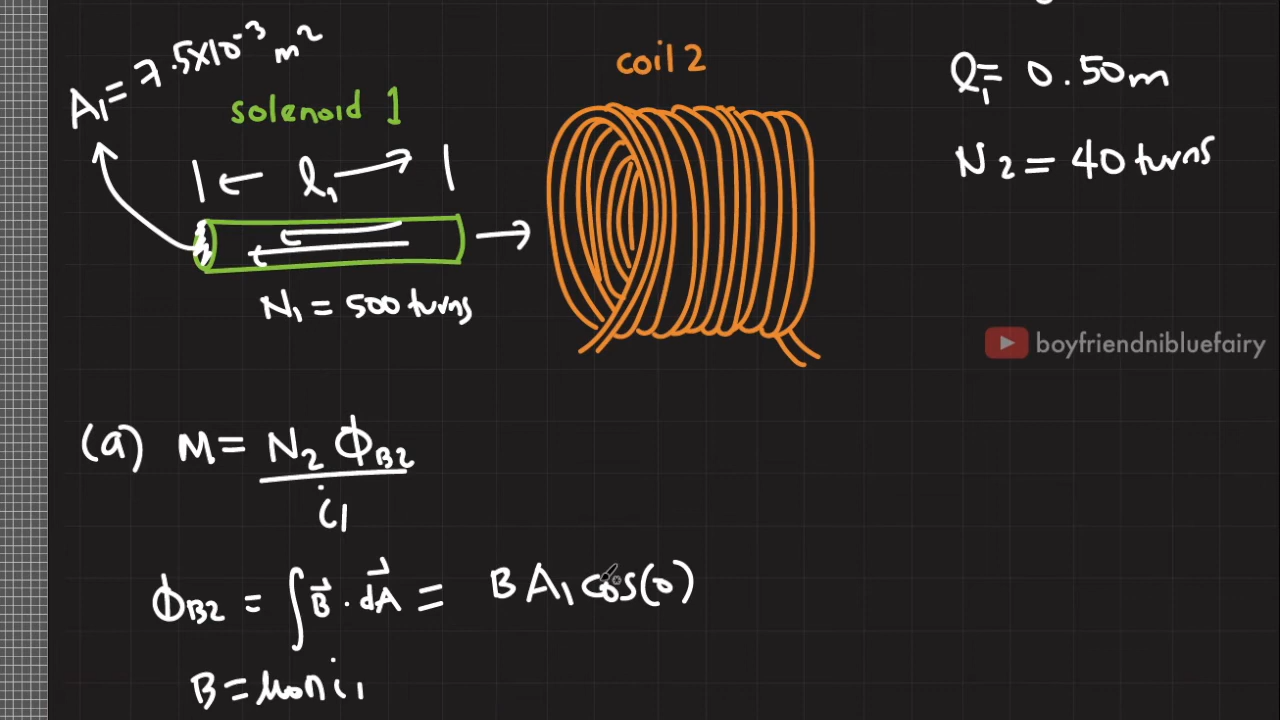 A₁ = 7.5x10⁻³ m²
solenoid 1
coil 2
l₁ = 0.50m
N₂ = 40 turns
l₁
N₁ = 500 turns
boyfriendnibluefairy
(a) M = N₂ ΦB2 / i₁
ΦB2 = ∫ B⃗ · dA⃗ = B A₁ cos(0)
B = μ₀ n i₁